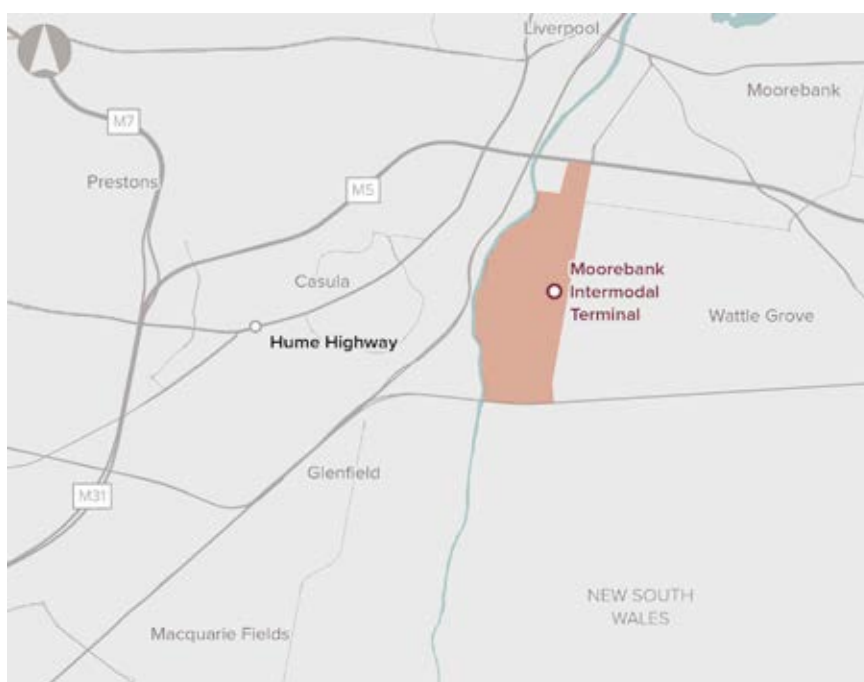 Liverpool
Moorebank
M7
Prestons
M5
Casula
Moorebank
Intermodal
Terminal
Wattle Grove
Hume Highway
Glenfield
M31
NEW SOUTH
WALES
Macquarie Fields